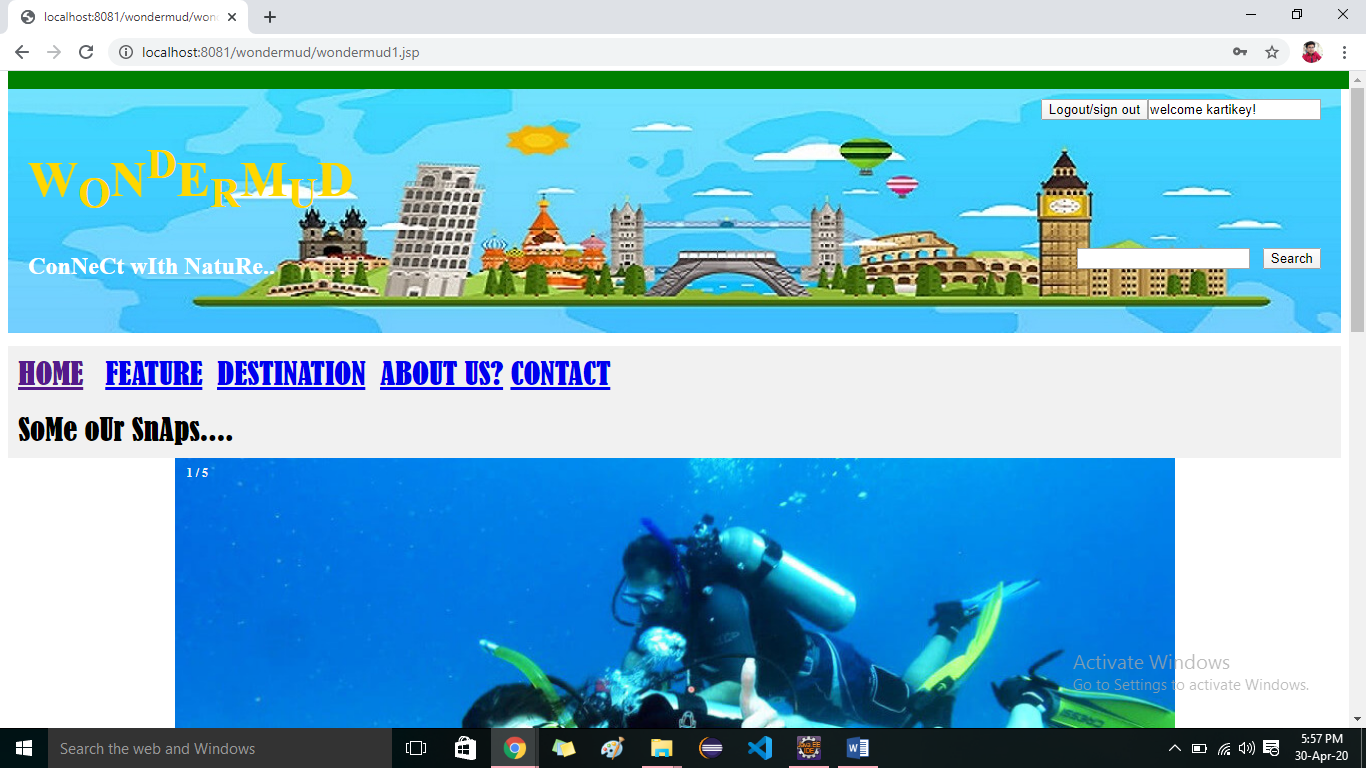 localhost:8081/wondermud/won
localhost:8081/wondermud/wondermud1.jsp
Logout/sign out welcome kartikey!
WONDERMUD
ConNeCt wIth NatuRe..
Search
HOME FEATURE DESTINATION ABOUT US? CONTACT
SoMe oUr SnAps....
1 / 5
Activate Windows
Go to Settings to activate Windows.
Search the web and Windows
5:57 PM
30-Apr-20